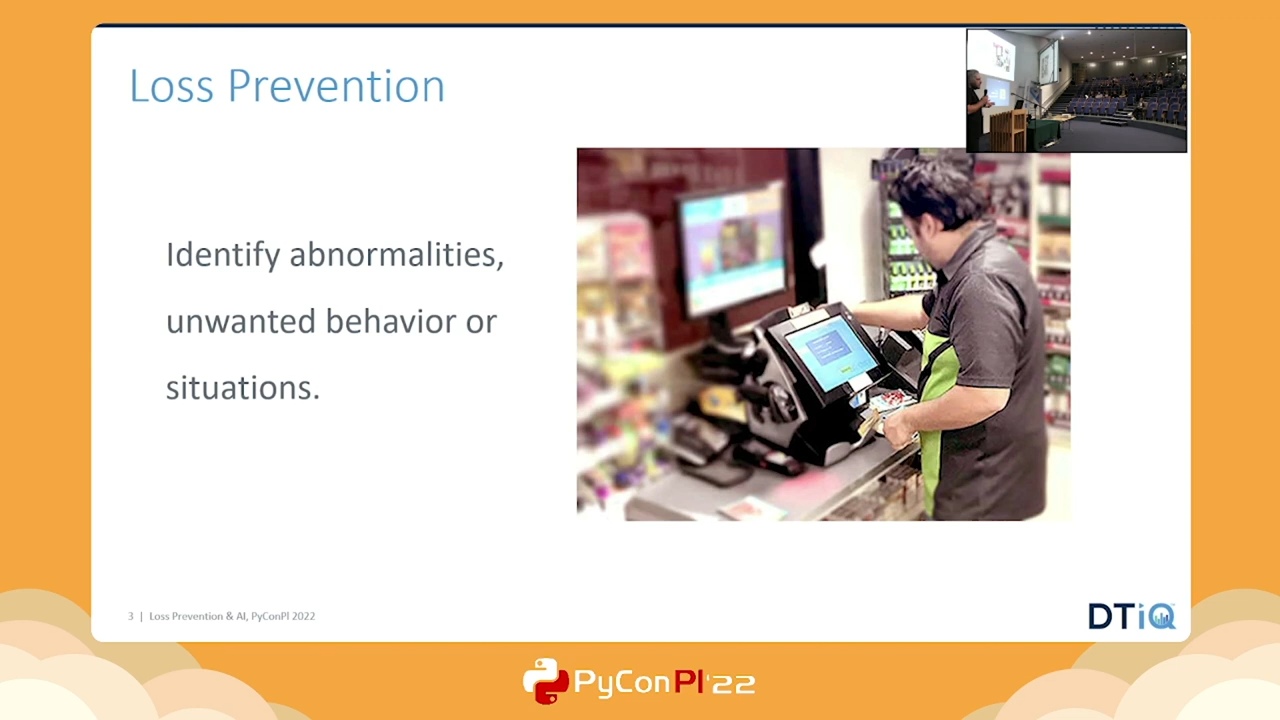 Loss Prevention
Identify abnormalities,
unwanted behavior or
situations.
3 | Loss Prevention & AI, PyConPl 2022
DTiQ
PyConPl'22